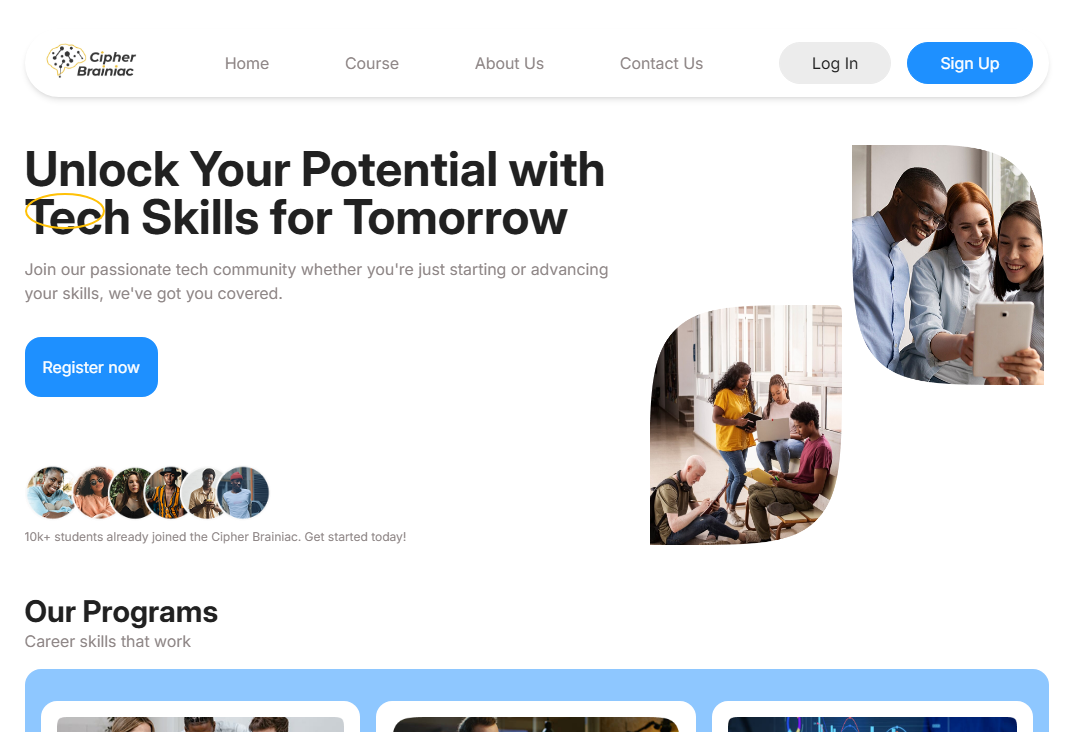 Cipher
Brainiac
Home
Course
About Us
Contact Us
Log In
Sign Up
Unlock Your Potential with
Tech Skills for Tomorrow
Join our passionate tech community whether you're just starting or advancing
your skills, we've got you covered.
Register now
10k+ students already joined the Cipher Brainiac. Get started today!
Our Programs
Career skills that work